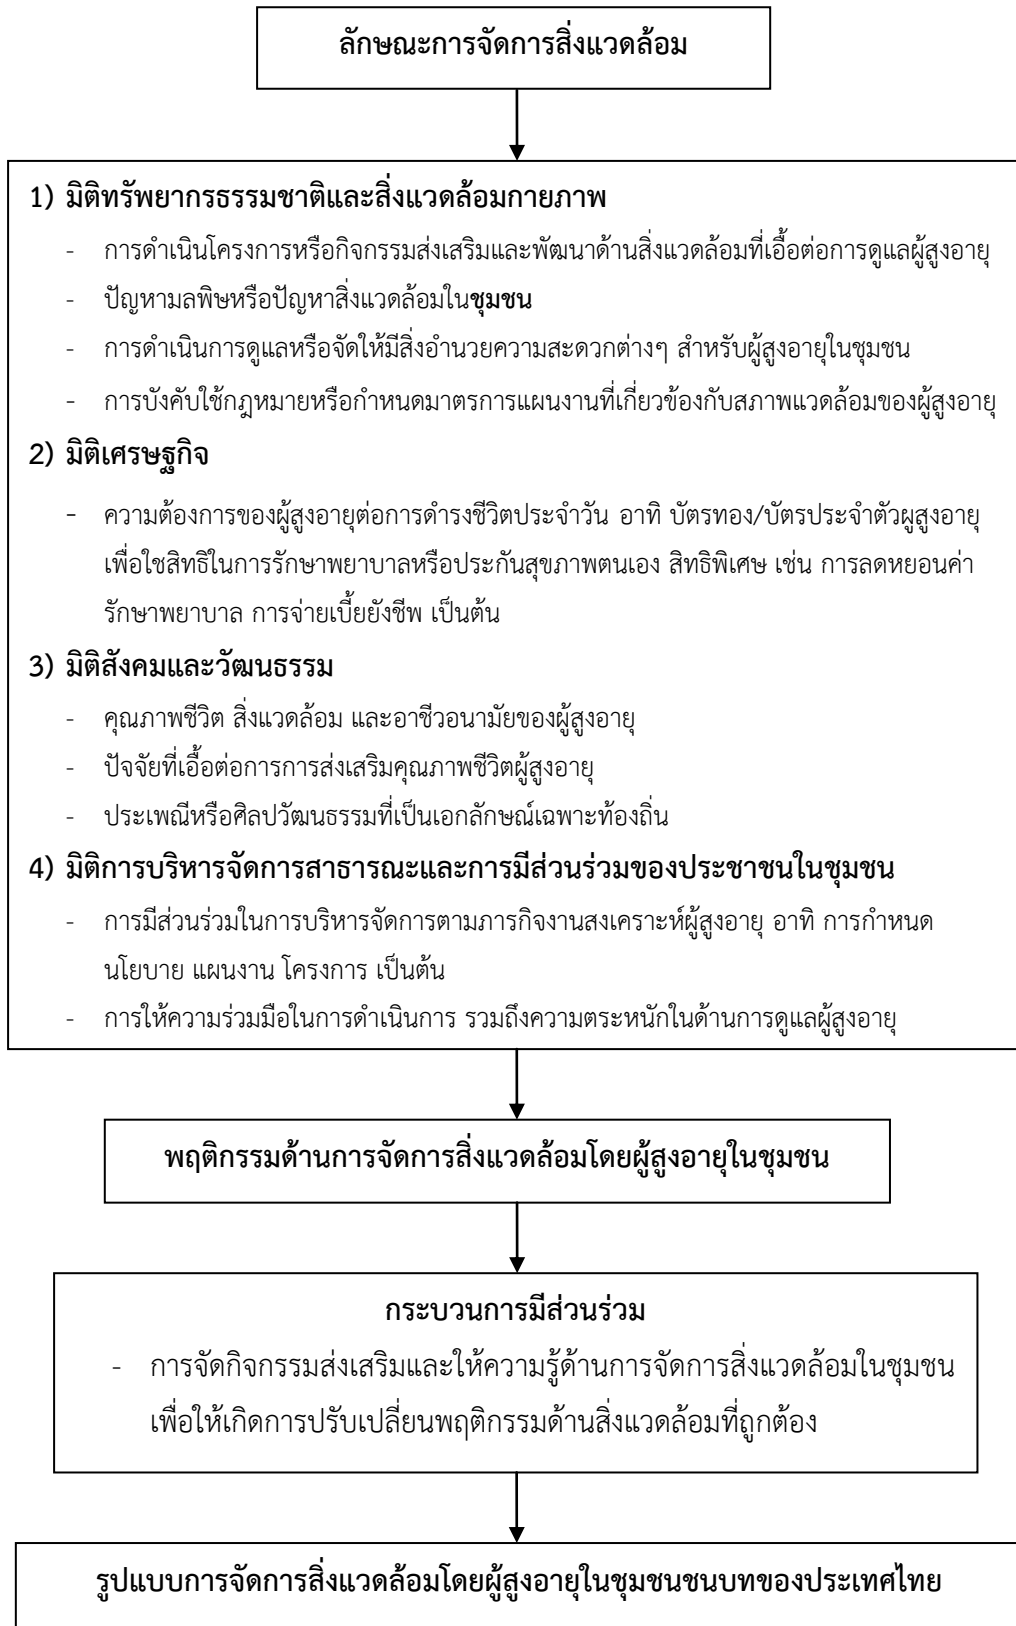 ลักษณะการจัดการสิ่งแวดล้อม
1) มิติทรัพยากรธรรมชาติและสิ่งแวดล้อมกายภาพ
- การดำเนินโครงการหรือกิจกรรมส่งเสริมและพัฒนาด้านสิ่งแวดล้อมที่เอื้อต่อการดูแลผู้สูงอายุ
- ปัญหามลพิษหรือปัญหาสิ่งแวดล้อมในชุมชน
- การดำเนินการดูแลหรือจัดให้มีสิ่งอำนวยความสะดวกต่างๆ สำหรับผู้สูงอายุในชุมชน
- การบังคับใช้กฎหมายหรือกำหนดมาตรการแผนงานที่เกี่ยวข้องกับสภาพแวดล้อมของผู้สูงอายุ
2) มิติเศรษฐกิจ
- ความต้องการของผู้สูงอายุต่อการดำรงชีวิตประจำวัน อาทิ บัตรทอง/บัตรประจำตัวผูสูงอายุ
เพื่อใชสิทธิในการรักษาพยาบาลหรือประกันสุขภาพตนเอง สิทธิพิเศษ เช่น การลดหยอนค่า
รักษาพยาบาล การจ่ายเบี้ยยังชีพ เป็นต้น
3) มิติสังคมและวัฒนธรรม
- คุณภาพชีวิต สิ่งแวดล้อม และอาชีวอนามัยของผู้สูงอายุ
- ปัจจัยที่เอื้อต่อการการส่งเสริมคุณภาพชีวิตผู้สูงอายุ
- ประเพณีหรือศิลปวัฒนธรรมที่เป็นเอกลักษณ์เฉพาะท้องถิ่น
4) มิติการบริหารจัดการสาธารณะและการมีส่วนร่วมของประชาชนในชุมชน
- การมีส่วนร่วมในการบริหารจัดการตามภารกิจงานสงเคราะห์ผู้สูงอายุ อาทิ การกำหนด
นโยบาย แผนงาน โครงการ เป็นต้น
- การให้ความร่วมมือในการดำเนินการ รวมถึงความตระหนักในด้านการดูแลผู้สูงอายุ
พฤติกรรมด้านการจัดการสิ่งแวดล้อมโดยผู้สูงอายุในชุมชน
กระบวนการมีส่วนร่วม
- การจัดกิจกรรมส่งเสริมและให้ความรู้ด้านการจัดการสิ่งแวดล้อมในชุมชน
เพื่อให้เกิดการปรับเปลี่ยนพฤติกรรมด้านสิ่งแวดล้อมที่ถูกต้อง
รูปแบบการจัดการสิ่งแวดล้อมโดยผู้สูงอายุในชุมชนชนบทของประเทศไทย